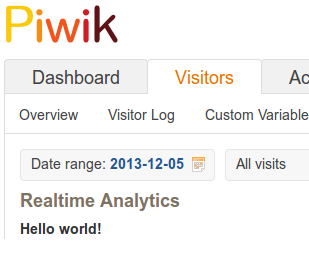 Piwik
Dashboard Visitors Ac
Overview Visitor Log Custom Variable
Date range: 2013-12-05 All visits
Realtime Analytics
Hello world!